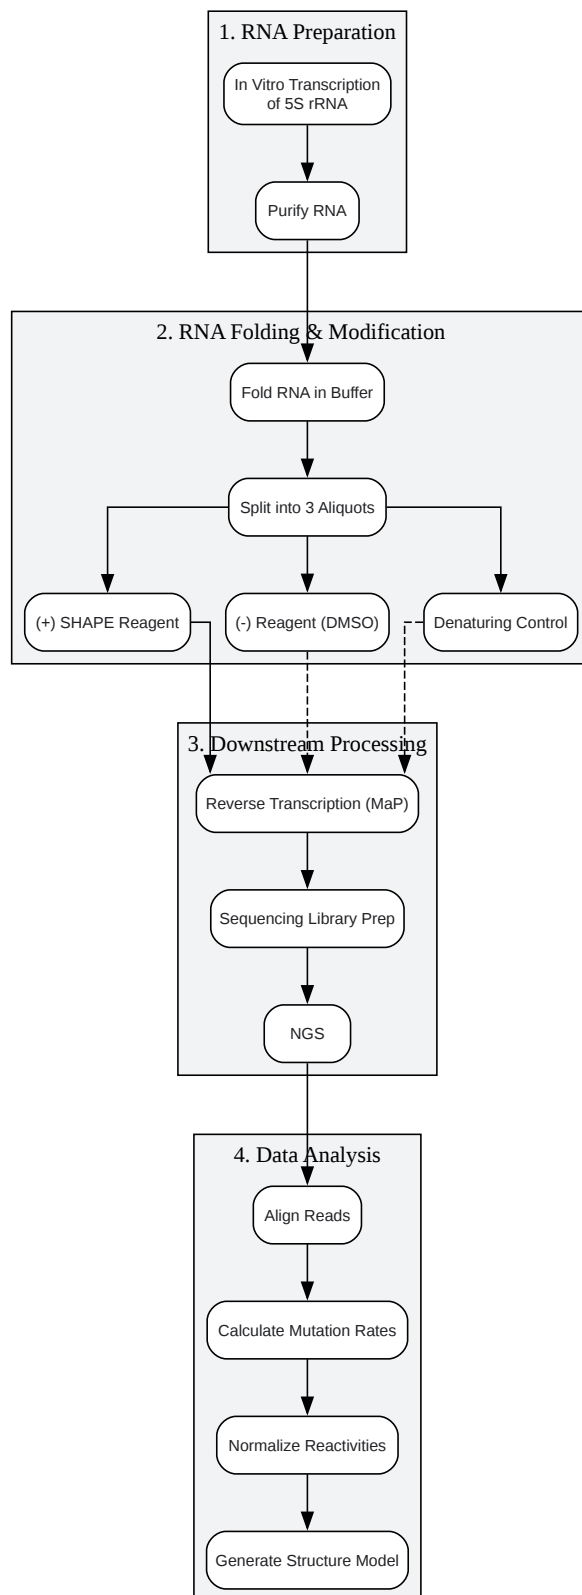 1. RNA Preparation
In Vitro Transcription
of 5S rRNA
Purify RNA
2. RNA Folding & Modification
Fold RNA in Buffer
Split into 3 Aliquots
(+) SHAPE Reagent
(-) Reagent (DMSO)
Denaturing Control
3. Downstream Processing
Reverse Transcription (MaP)
Sequencing Library Prep
NGS
4. Data Analysis
Align Reads
Calculate Mutation Rates
Normalize Reactivities
Generate Structure Model